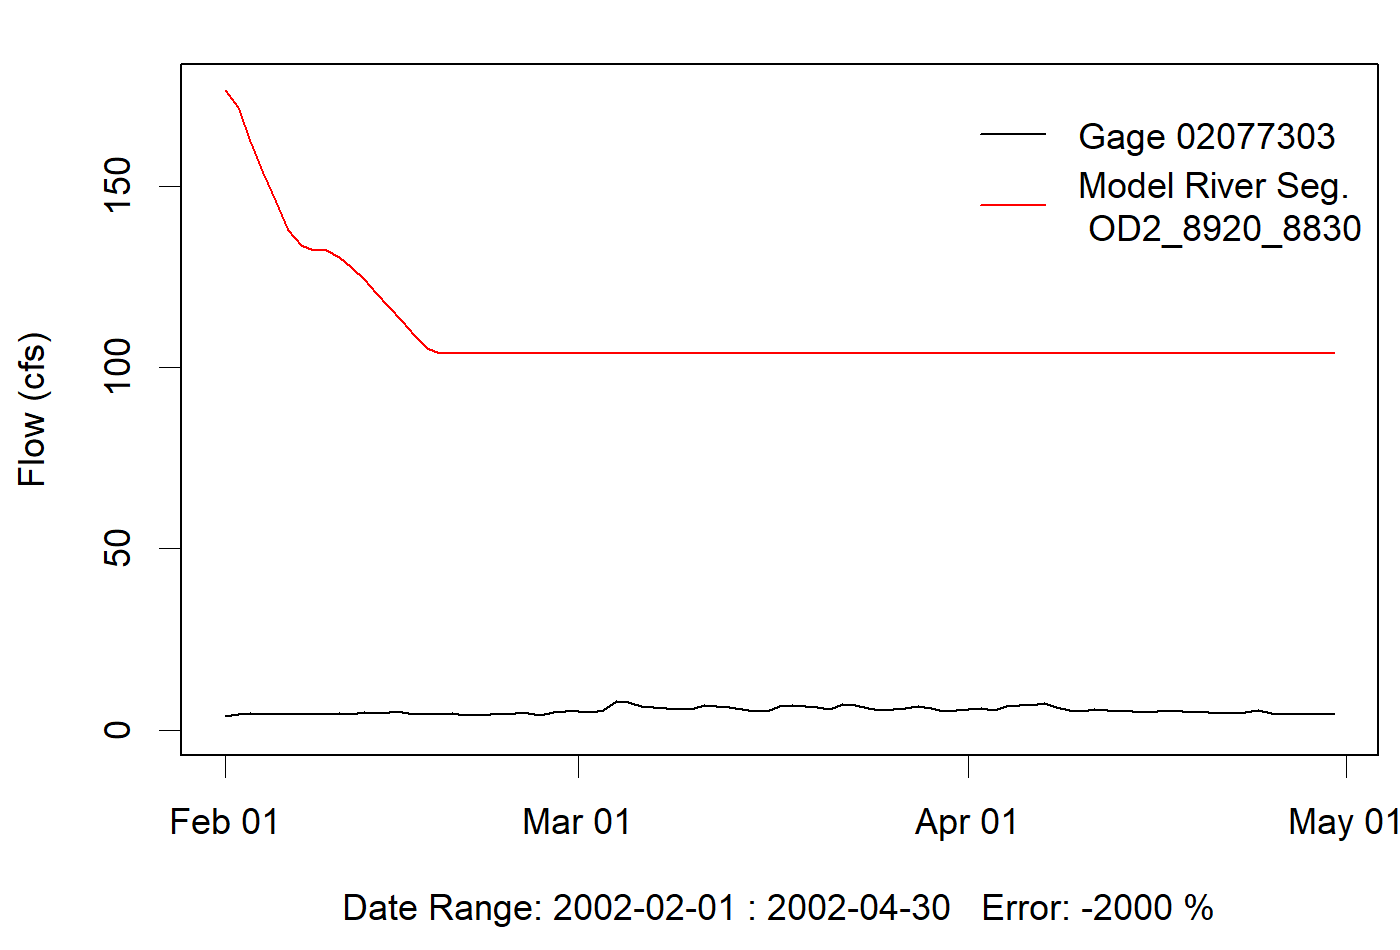 Gage 02077303
Model River Seg.
OD2_8920_8830
Flow (cfs)
150
100
50
0
Feb 01
Mar 01
Apr 01
May 01
Date Range: 2002-02-01 : 2002-04-30 Error: -2000 %